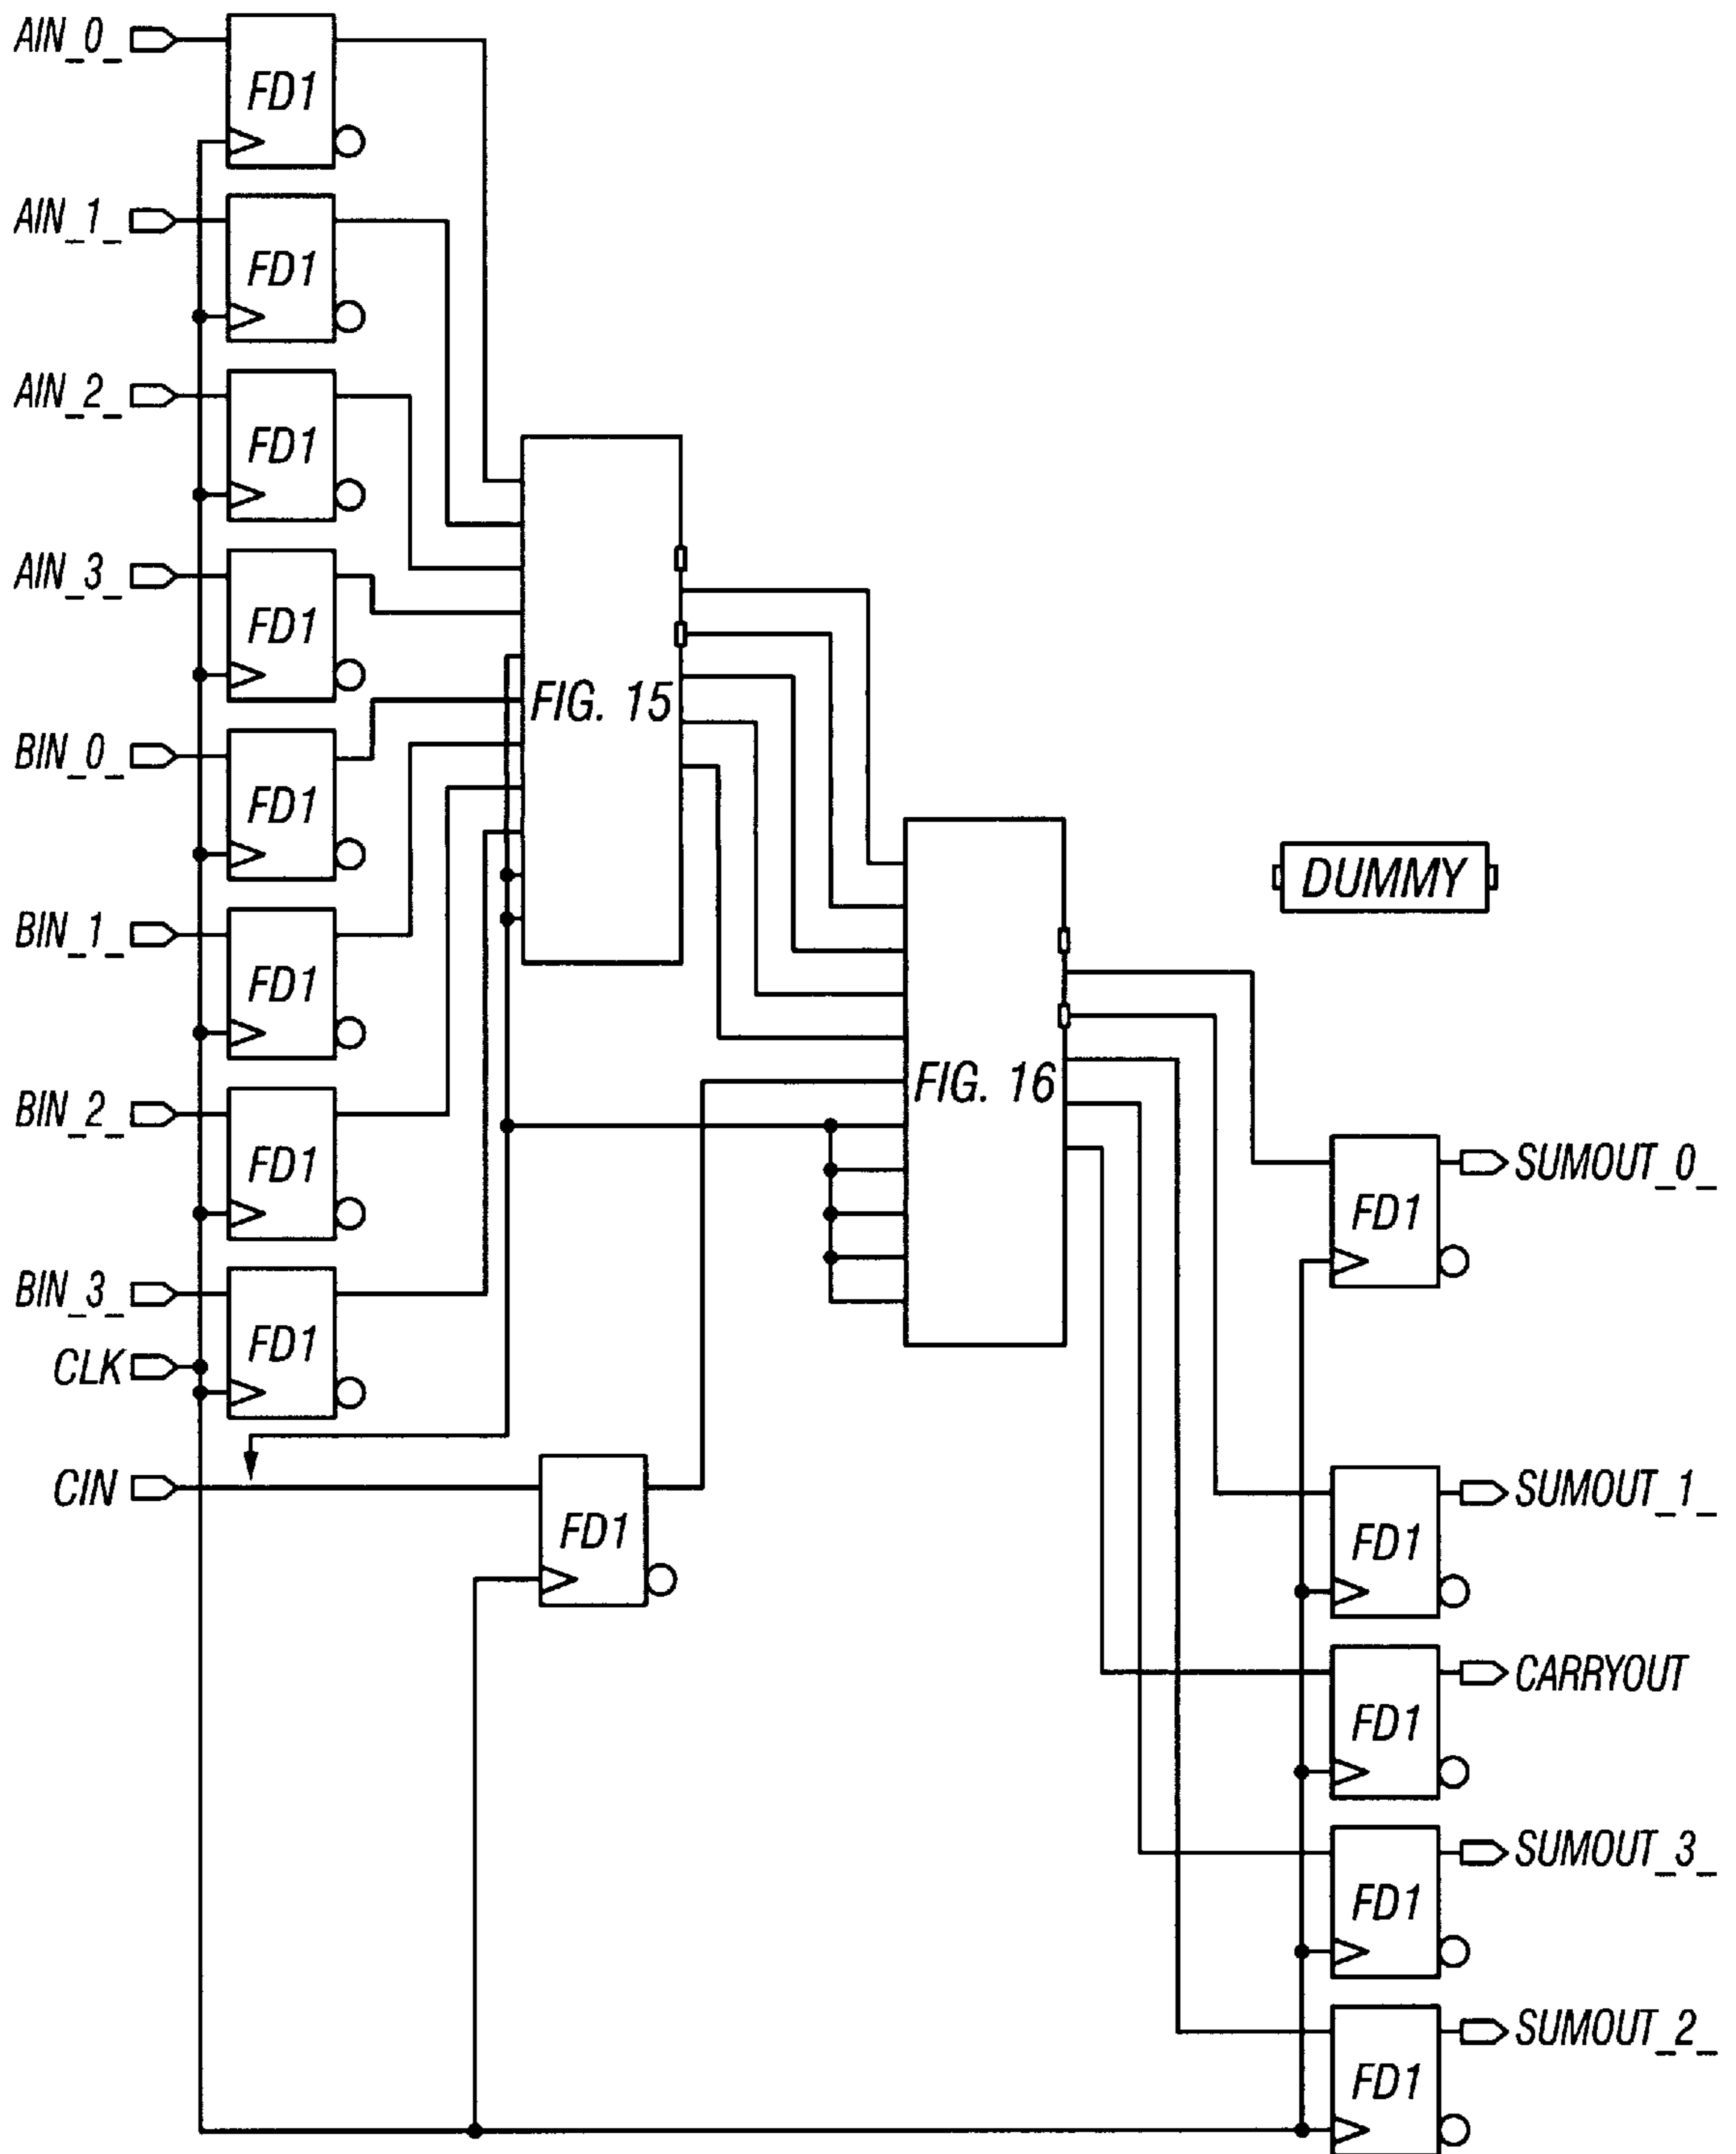 AIN_0_
FD1
AIN_1_
FD1
AIN_2_
FD1
AIN_3_
FD1
FIG. 15
BIN_0_
FD1
DUMMY
BIN_1_
FD1
FIG. 16
BIN_2_
FD1
SUMOUT_0_
FD1
BIN_3_
FD1
CLK
CIN
FD1
SUMOUT_1_
FD1
CARRYOUT
FD1
SUMOUT_3_
FD1
SUMOUT_2_
FD1